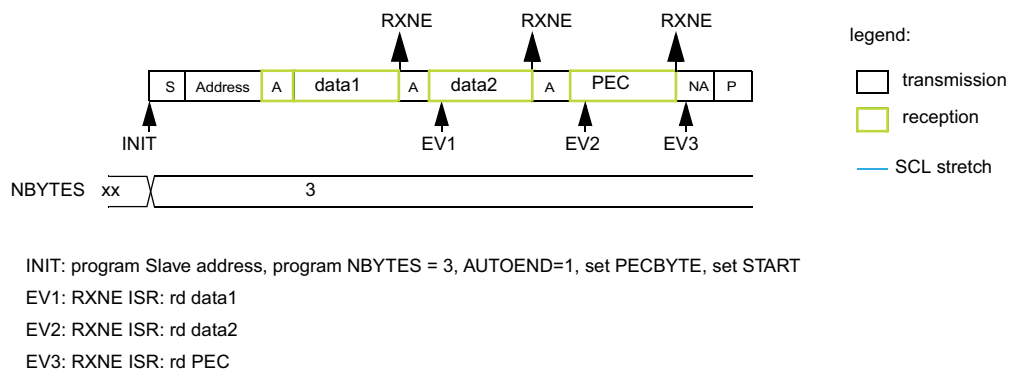 RXNE RXNE RXNE
legend:
S Address A data1 A data2 A PEC NA P
transmission
reception
INIT EV1 EV2 EV3
SCL stretch
NBYTES xx 3
INIT: program Slave address, program NBYTES = 3, AUTOEND=1, set PECBYTE, set START
EV1: RXNE ISR: rd data1
EV2: RXNE ISR: rd data2
EV3: RXNE ISR: rd PEC